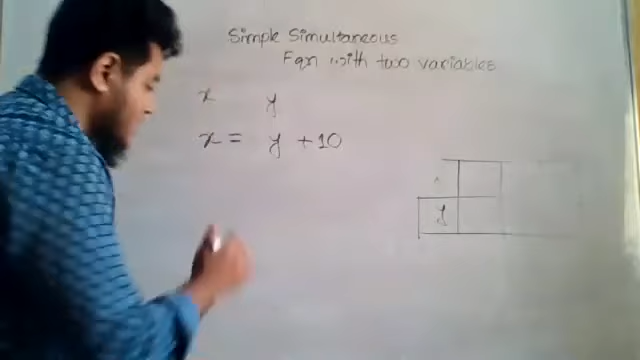 Simple Simultaneous
Eqn with two variables
x y
x = y + 10
y